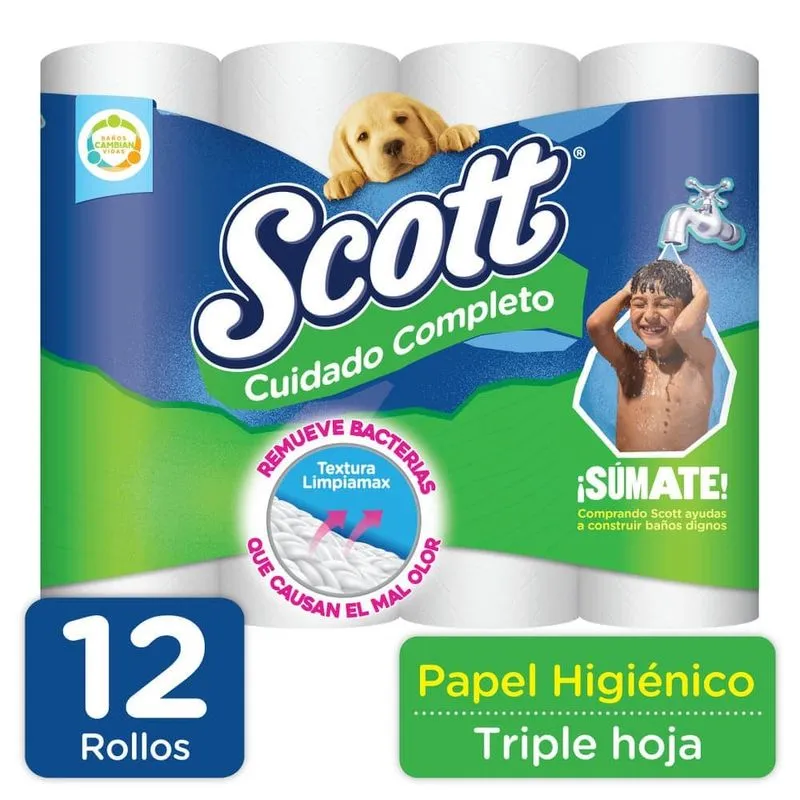 BAÑOS
CAMBIAN
VIDAS
Scott®
Cuidado Completo
REMUEVE BACTERIAS
Textura
Limpiamax
QUE CAUSAN EL MAL OLOR
¡SÚMATE!
Comprando Scott ayudas
a construir baños dignos
12
Rollos
Papel Higiénico
Triple hoja